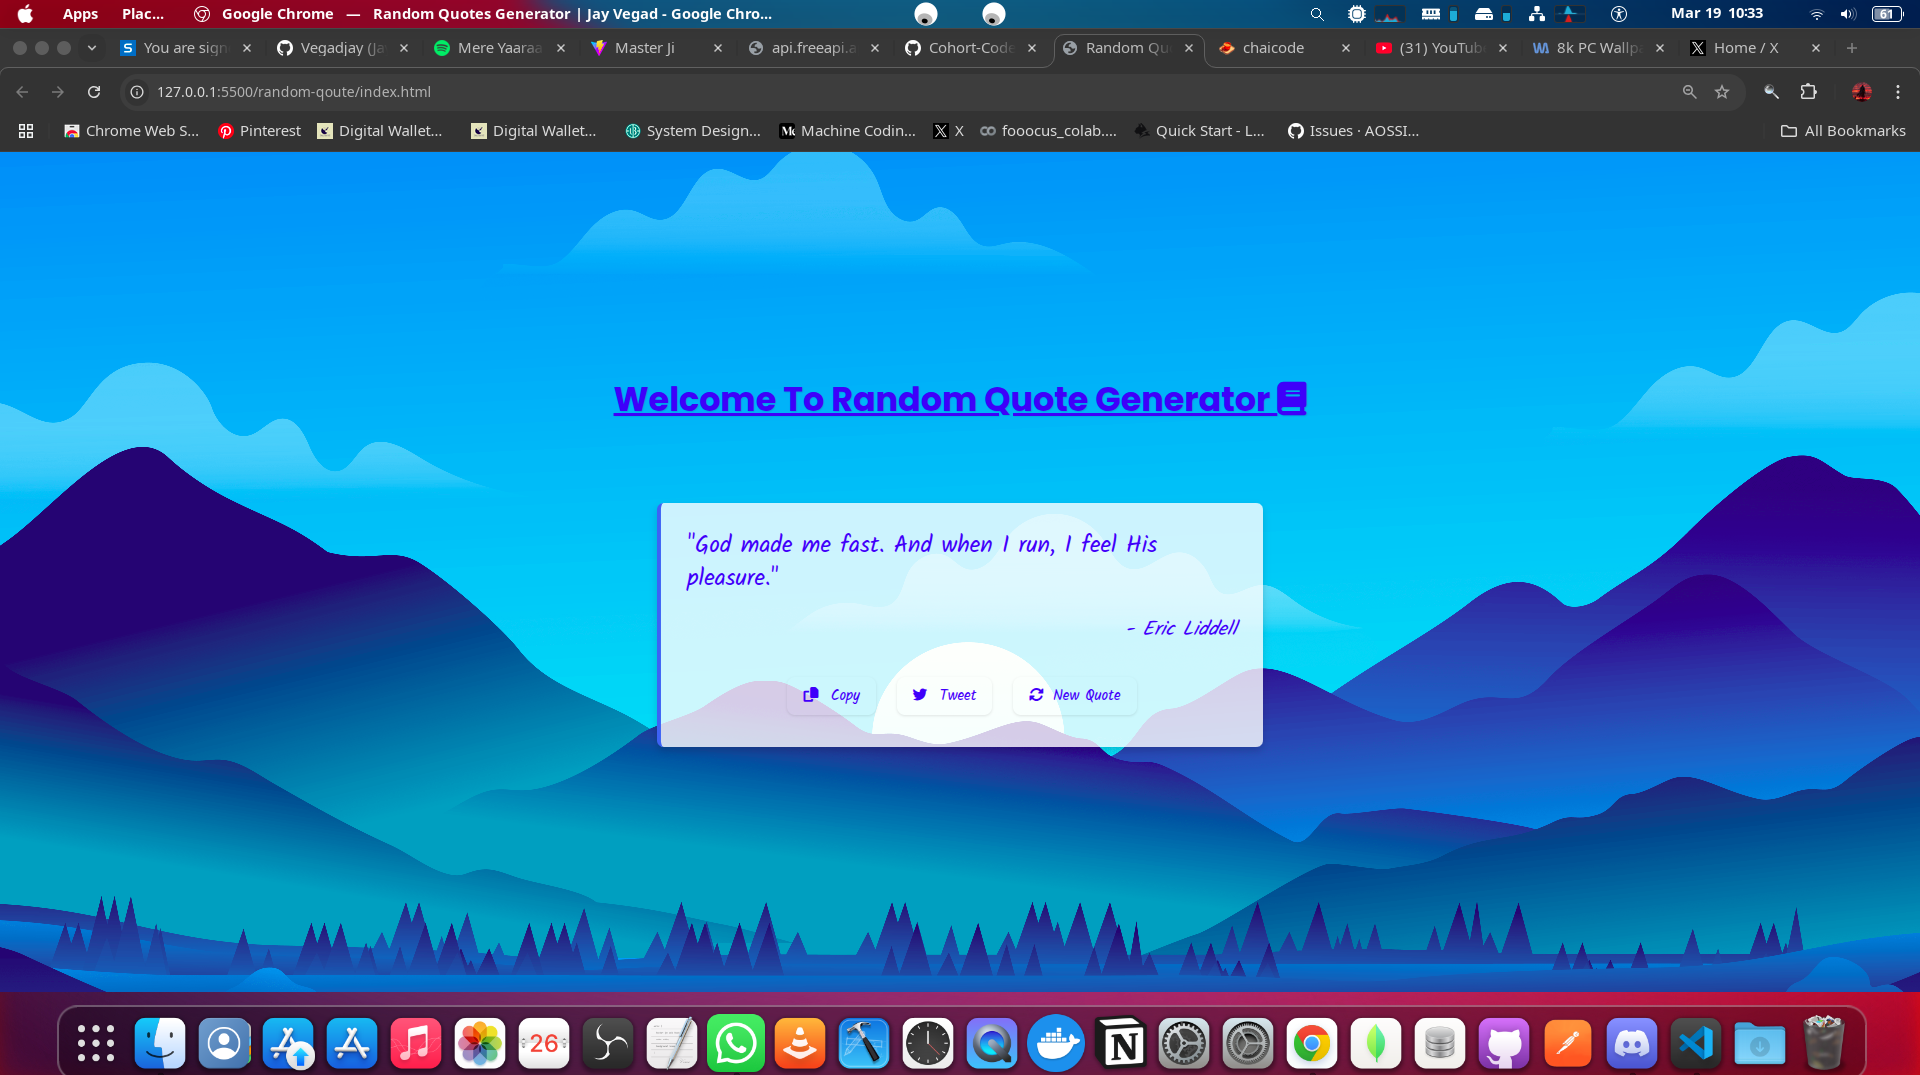 Apps Plac... Google Chrome — Random Quotes Generator | Jay Vegad - Google Chro... Mar 19 10:33 61
You are sign Vegadjay (Ja Mere Yaaraa Master Ji api.freeapi.a Cohort-Code Random Qu chaicode (31) YouTube 8k PC Wallpa Home / X
127.0.0.1:5500/random-qoute/index.html
Chrome Web S... Pinterest Digital Wallet... Digital Wallet... System Design... Machine Codin... X fooocus_colab.... Quick Start - L... Issues · AOSSI... All Bookmarks
Welcome To Random Quote Generator
"God made me fast. And when I run, I feel His
pleasure."
- Eric Liddell
Copy Tweet New Quote
26